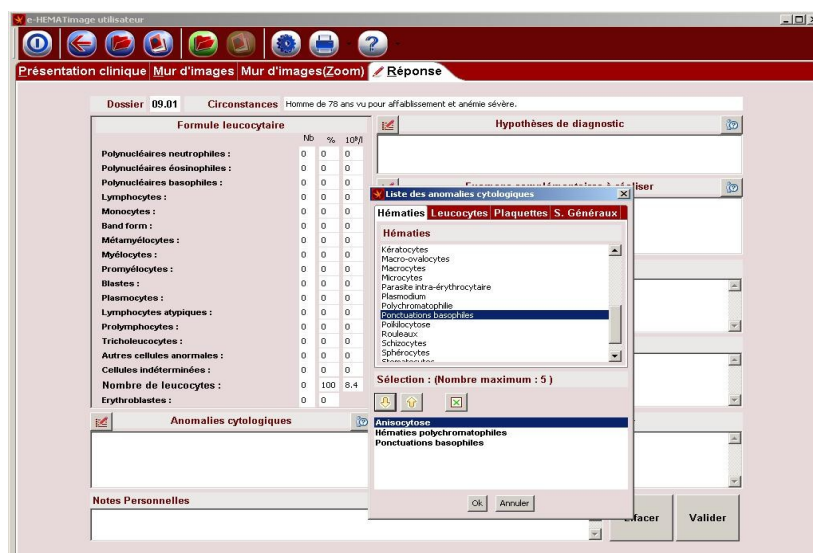 e-HEMATimage utilisateur
Présentation clinique Mur d'images Mur d'images(Zoom) Réponse
Dossier 09.01 Circonstances Homme de 78 ans vu pour affaiblissement et anémie sévère.
Formule leucocytaire
Nb % 10⁹/l
Polynucléaires neutrophiles : 0 0 0
Polynucléaires éosinophiles : 0 0 0
Polynucléaires basophiles : 0 0 0
Lymphocytes : 0 0 0
Monocytes : 0 0 0
Band form : 0 0 0
Métamyélocytes : 0 0 0
Myélocytes : 0 0 0
Promyélocytes : 0 0 0
Blastes : 0 0 0
Plasmocytes : 0 0 0
Lymphocytes atypiques : 0 0 0
Prolymphocytes : 0 0 0
Tricholeucocytes : 0 0 0
Autres cellules anormales : 0 0 0
Cellules indéterminées : 0 0 0
Nombre de leucocytes : 0 100 8.4
Erythroblastes : 0 0
Anomalies cytologiques
Notes Personnelles
Hypothèses de diagnostic
Liste des anomalies cytologiques
Hématies Leucocytes Plaquettes S. Généraux
Hématies
Kératocytes
Macro-ovalocytes
Macrocytes
Microcytes
Parasite intra-érythrocytaire
Plasmodium
Polychromatophilie
Ponctuations basophiles
Poikilocytose
Rouleaux
Schizocytes
Sphérocytes
Stomatocytes
Sélection : (Nombre maximum : 5 )
Anisocytose
Hématies polychromatophiles
Ponctuations basophiles
Ok Annuler
Valider